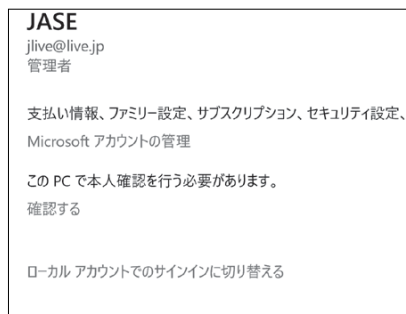 JASE
jlive@live.jp
管理者
支払い情報、ファミリー設定、サブスクリプション、セキュリティ設定、
Microsoft アカウントの管理
この PC で本人確認を行う必要があります。
確認する
ローカル アカウントでのサインインに切り替える